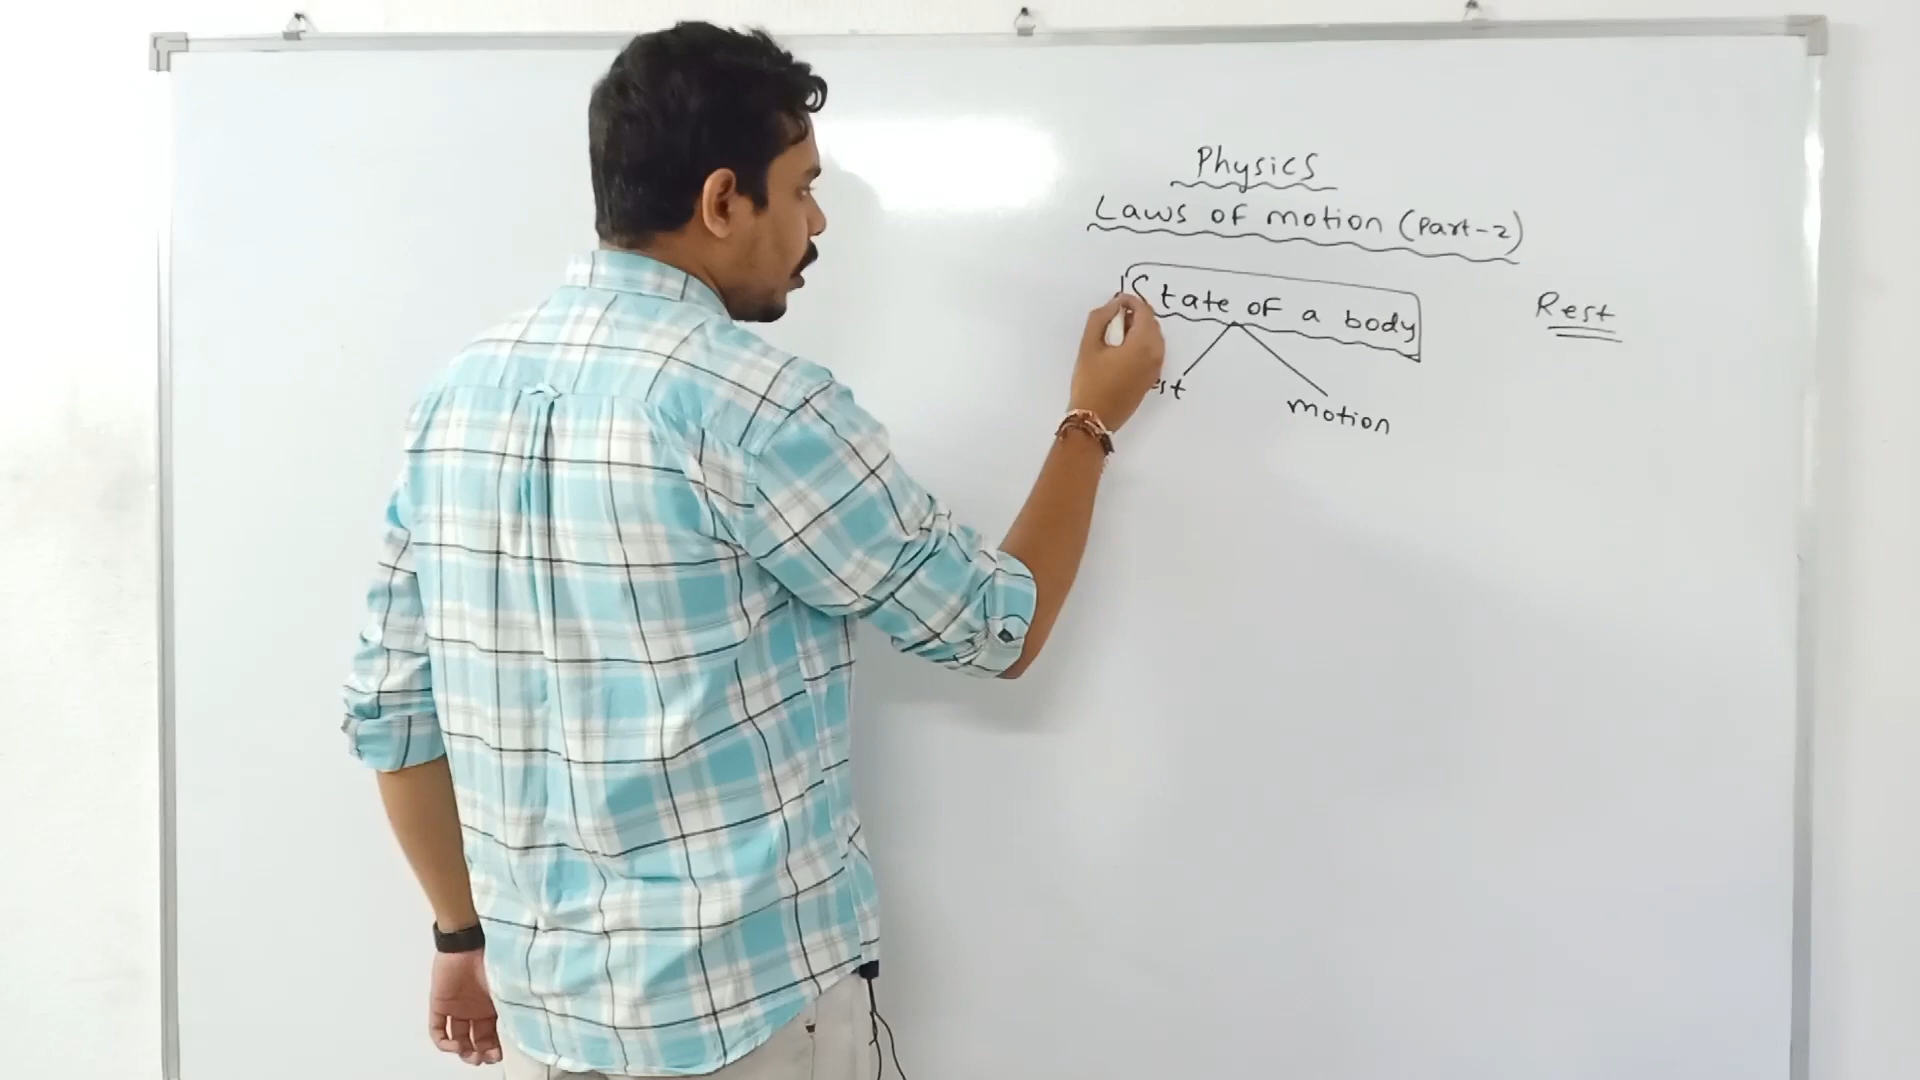 Physics
Laws of motion (Part-2)
State of a body
Rest
motion